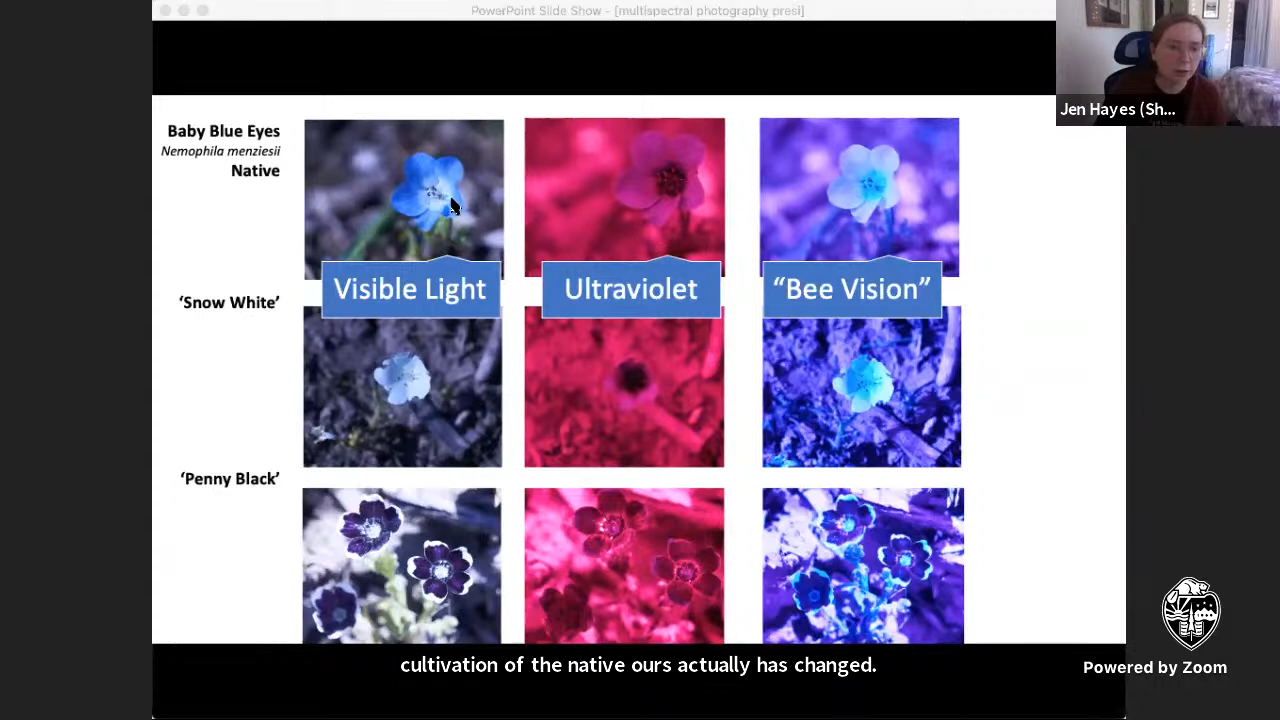 PowerPoint Slide Show - [multispectral photography presi]
Jen Hayes (Sh...
Baby Blue Eyes
Nemophila menziesii
Native
Visible Light
Ultraviolet
“Bee Vision”
‘Snow White’
‘Penny Black’
cultivation of the native ours actually has changed.
Powered by Zoom